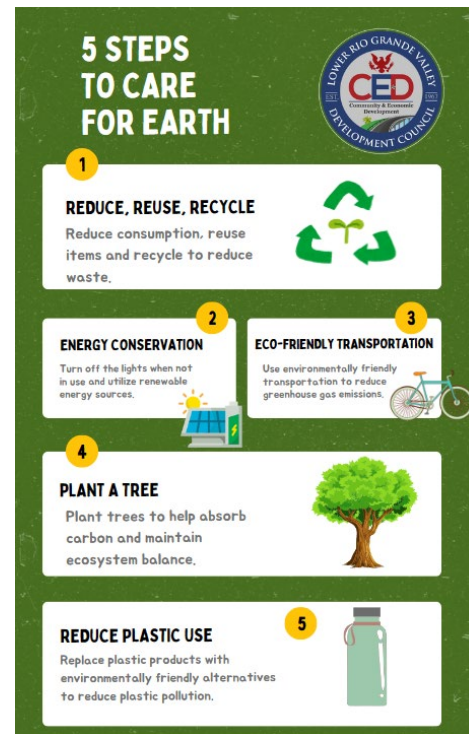 5 STEPS
TO CARE
FOR EARTH
LOWER RIO GRANDE VALLEY
CED
Community & Economic
Development
DEVELOPMENT COUNCIL
1
REDUCE, REUSE, RECYCLE
Reduce consumption, reuse
items and recycle to reduce
waste.
2
ENERGY CONSERVATION
Turn off the lights when not
in use and utilize renewable
energy sources.
3
ECO-FRIENDLY TRANSPORTATION
Use environmentally friendly
transportation to reduce
greenhouse gas emissions.
4
PLANT A TREE
Plant trees to help absorb
carbon and maintain
ecosystem balance.
5
REDUCE PLASTIC USE
Replace plastic products with
environmentally friendly alternatives
to reduce plastic pollution.